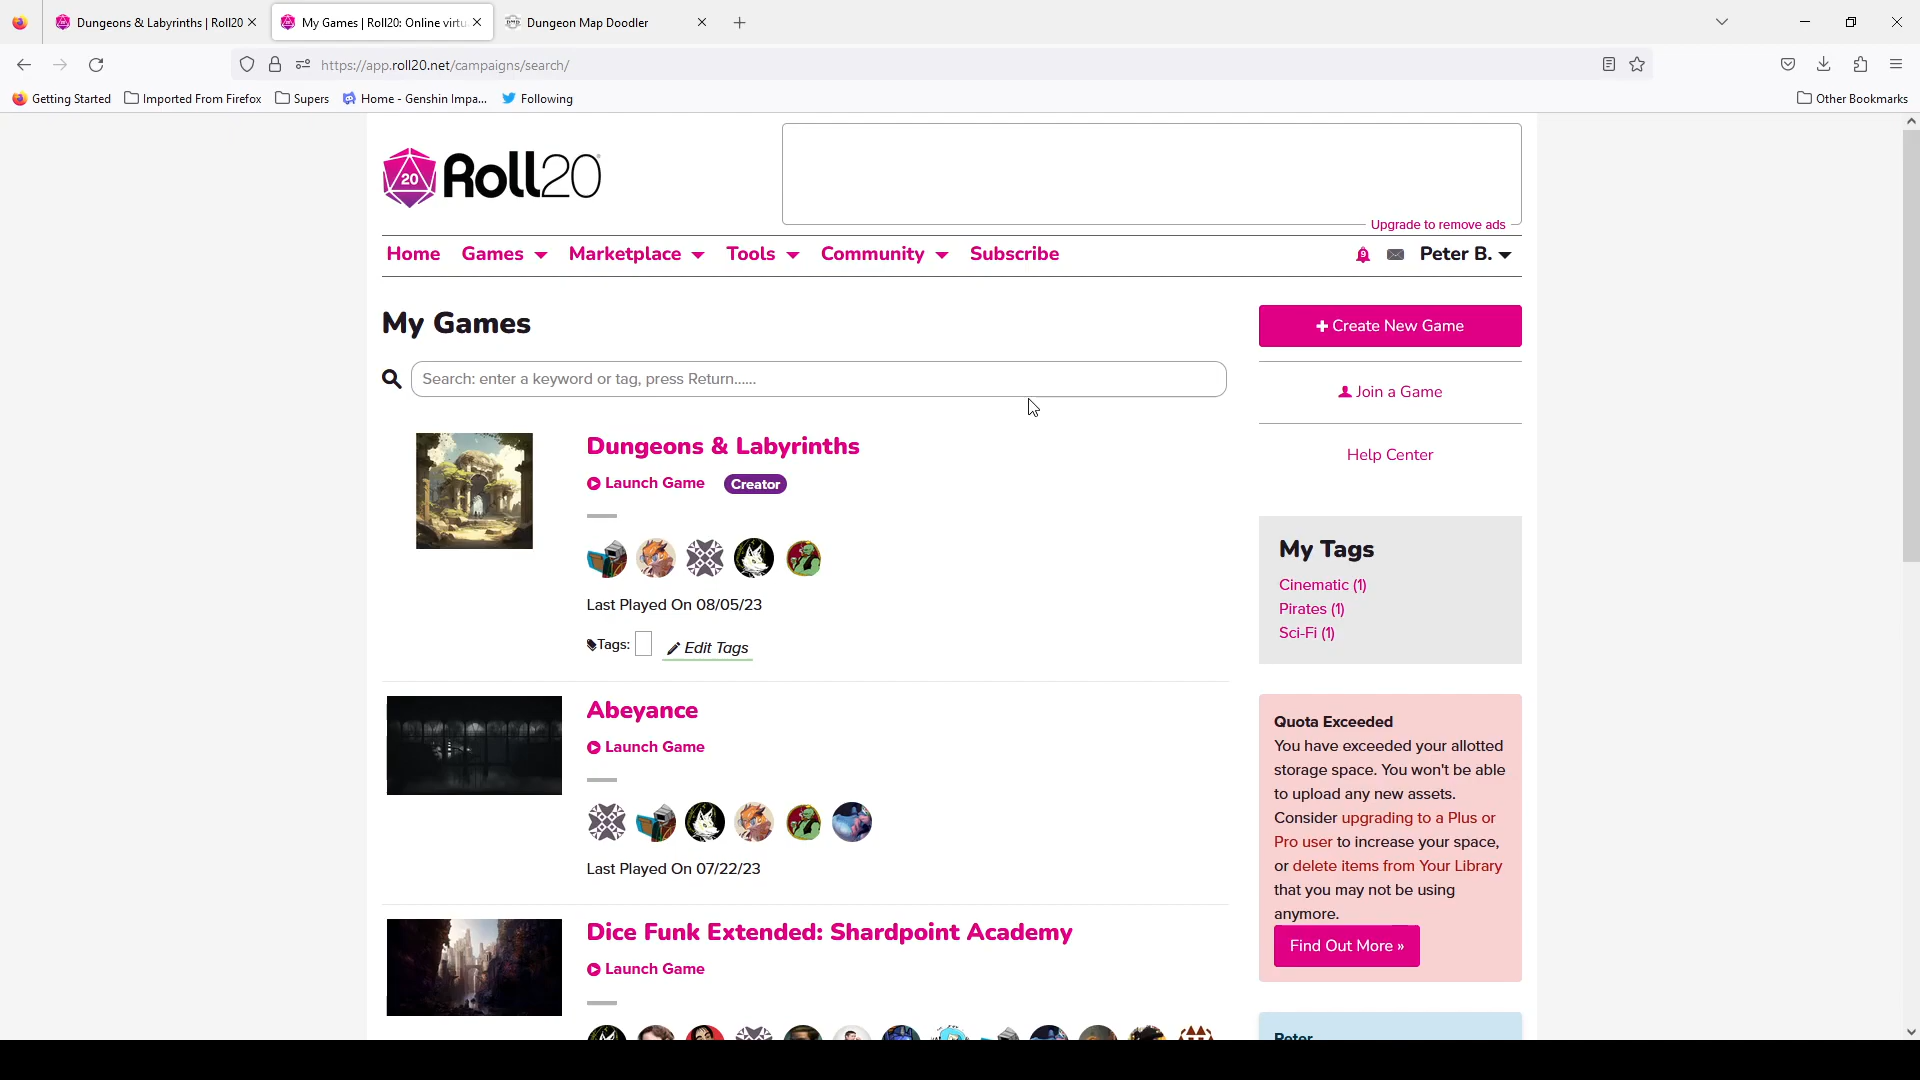 Dungeons & Labyrinths | Roll20
My Games | Roll20: Online virtu
Dungeon Map Doodler
https://app.roll20.net/campaigns/search/
Getting Started
Imported From Firefox
Supers
Home - Genshin Impa...
Following
Other Bookmarks
20
Roll20
Upgrade to remove ads
Home
Games
Marketplace
Tools
Community
Subscribe
9
Peter B.
My Games
Search: enter a keyword or tag, press Return......
Dungeons & Labyrinths
Launch Game
Creator
Last Played On 08/05/23
Tags:
Edit Tags
Abeyance
Launch Game
Last Played On 07/22/23
Dice Funk Extended: Shardpoint Academy
Launch Game
+ Create New Game
Join a Game
Help Center
My Tags
Cinematic (1)
Pirates (1)
Sci-Fi (1)
Quota Exceeded
You have exceeded your allotted
storage space. You won't be able
to upload any new assets.
Consider upgrading to a Plus or
Pro user to increase your space,
or delete items from Your Library
that you may not be using
anymore.
Find Out More »
Peter